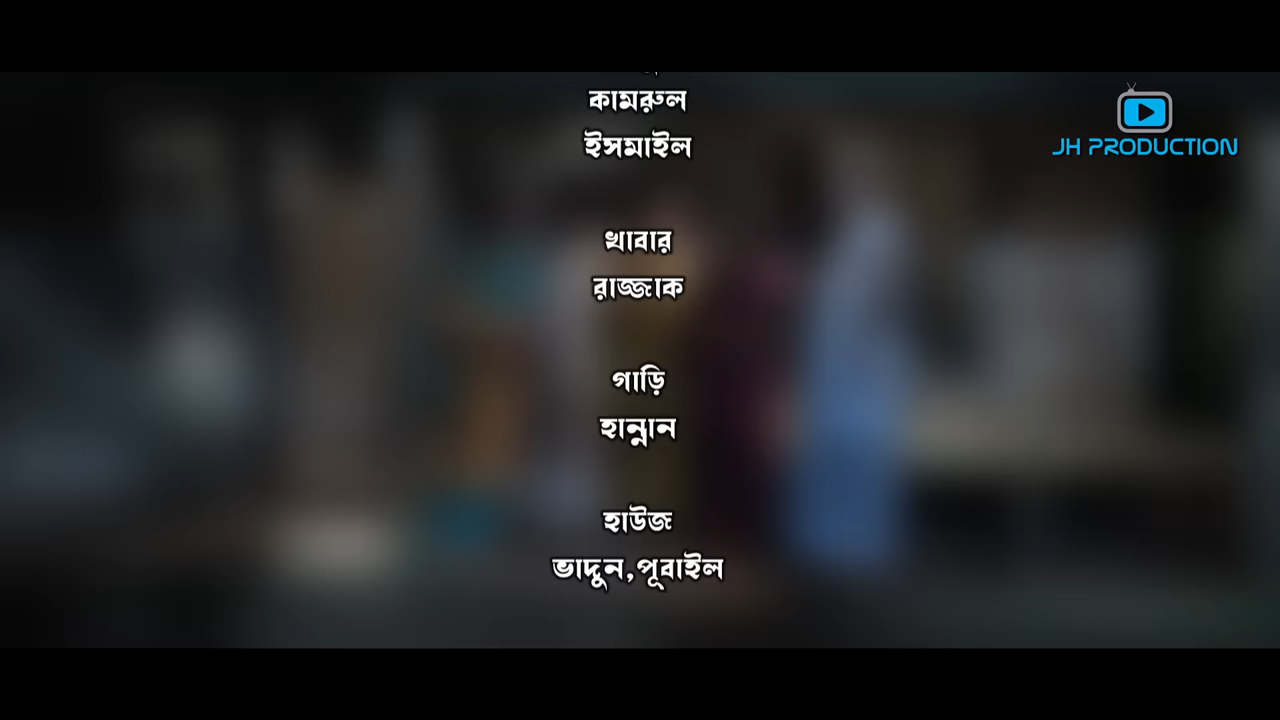 কামরুল
ইসমাইল
JH PRODUCTION
খাবার
রাজ্জাক
গাড়ি
হান্নান
হাউজ
ভাদুন,পূবাইল